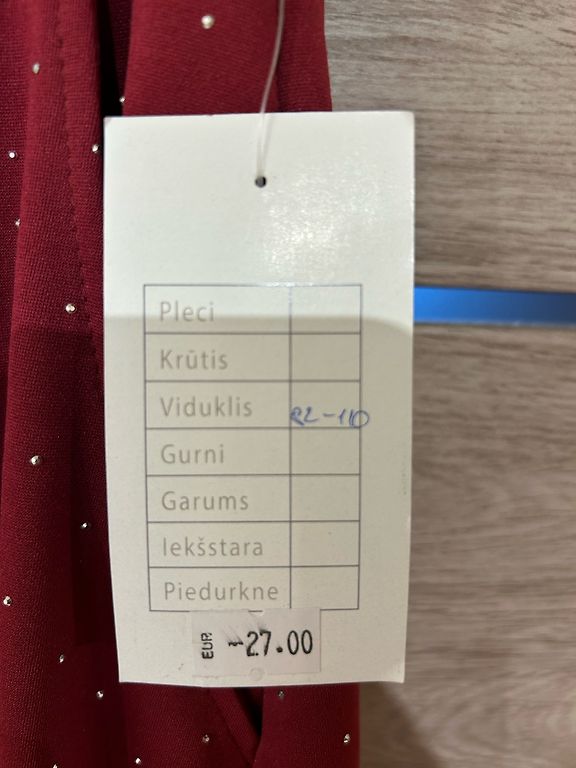 Pleci
Krūtis
Viduklis 82-110
Gurni
Garums
Iekšstara
Piedurkne
EUR ~27.00